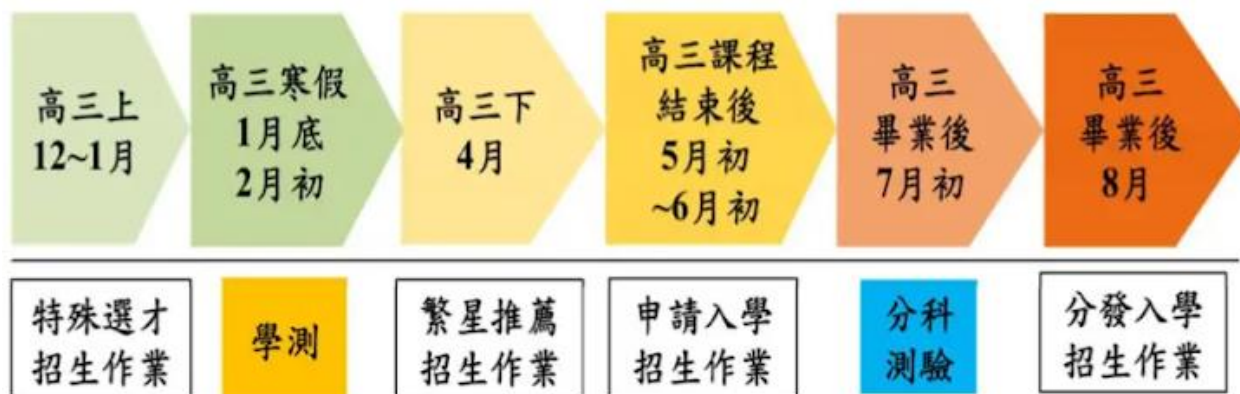 高三上
12~1月
高三寒假
1月底
2月初
高三下
4月
高三課程
結束後
5月初
~6月初
高三
畢業後
7月初
高三
畢業後
8月
特殊選才
招生作業
學測
繁星推薦
招生作業
申請入學
招生作業
分科
測驗
分發入學
招生作業